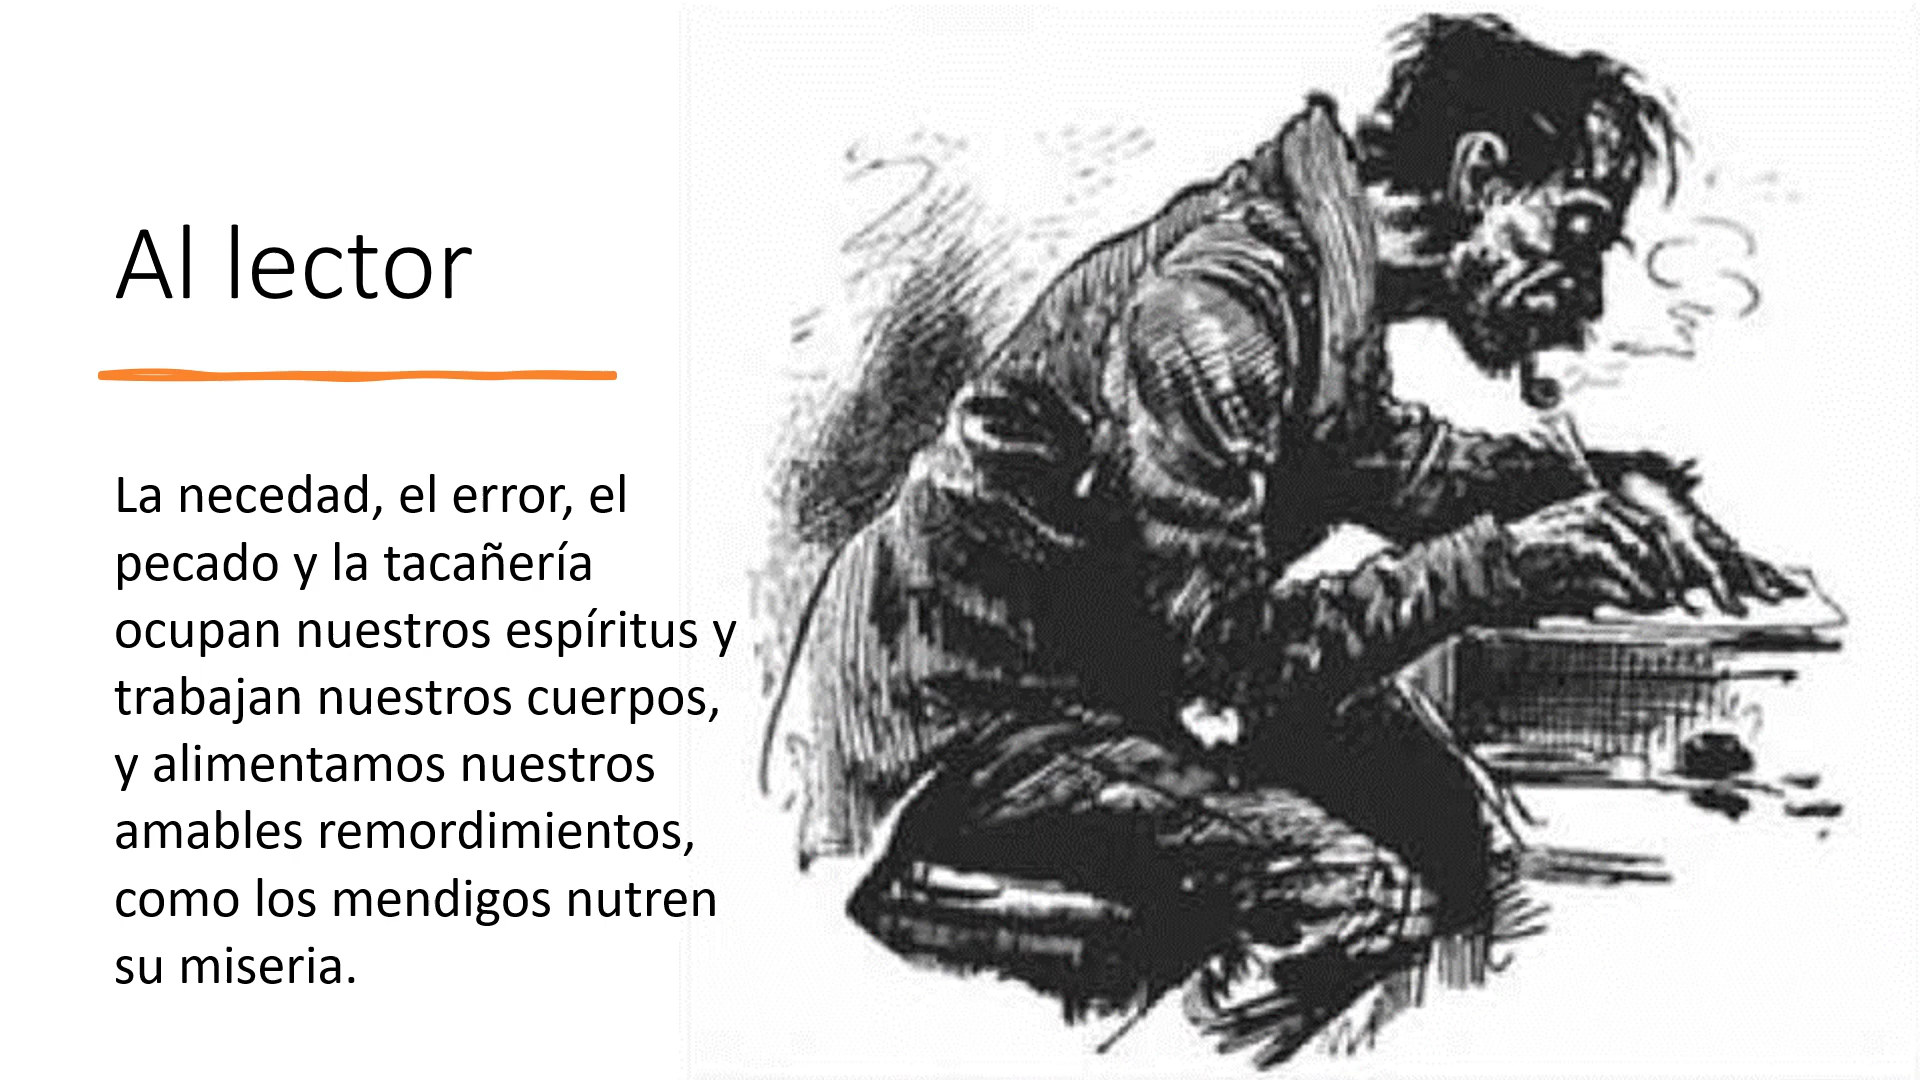 Al lector
La necedad, el error, el
pecado y la tacañería
ocupan nuestros espíritus y
trabajan nuestros cuerpos,
y alimentamos nuestros
amables remordimientos,
como los mendigos nutren
su miseria.